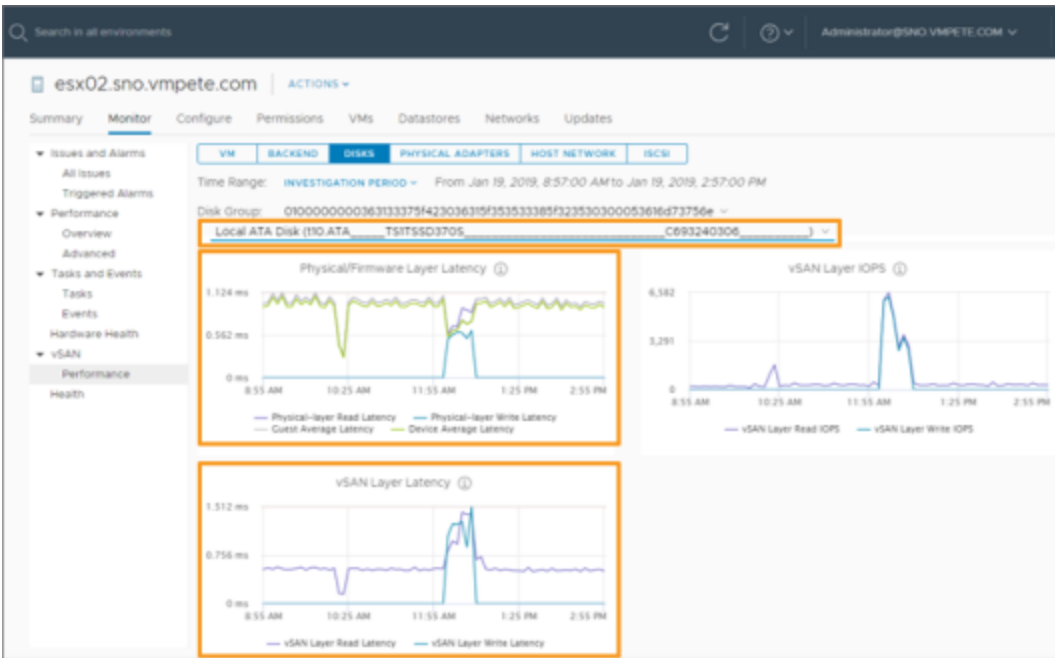 Search in all environments
Administrator@SNO.VMPETE.COM
esx02.sno.vmpete.com
ACTIONS
Summary Monitor Configure Permissions VMs Datastores Networks Updates
Issues and Alarms
All Issues
Triggered Alarms
Performance
Overview
Advanced
Tasks and Events
Tasks
Events
Hardware Health
vSAN
Performance
Health
VM BACKEND DISKS PHYSICAL ADAPTERS HOST NETWORK ISCSI
Time Range: INVESTIGATION PERIOD From Jan 19, 2019, 8:57:00 AM to Jan 19, 2019, 2:57:00 PM
Disk Group:
Local ATA Disk (t10.ATA_____TS1TSSD370S_________________________________C693240306__________)
Physical/Firmware Layer Latency
1.124 ms
0.562 ms
0 ms
8:55 AM 10:25 AM 11:55 AM 1:25 PM 2:55 PM
Physical-layer Read Latency Physical-layer Write Latency
Guest Average Latency Device Average Latency
vSAN Layer IOPS
6,582
3,291
0
8:55 AM 10:25 AM 11:55 AM 1:25 PM 2:55 PM
vSAN Layer Read IOPS vSAN Layer Write IOPS
vSAN Layer Latency
1.512 ms
0.756 ms
0 ms
8:55 AM 10:25 AM 11:55 AM 1:25 PM 2:55 PM
vSAN Layer Read Latency vSAN Layer Write Latency